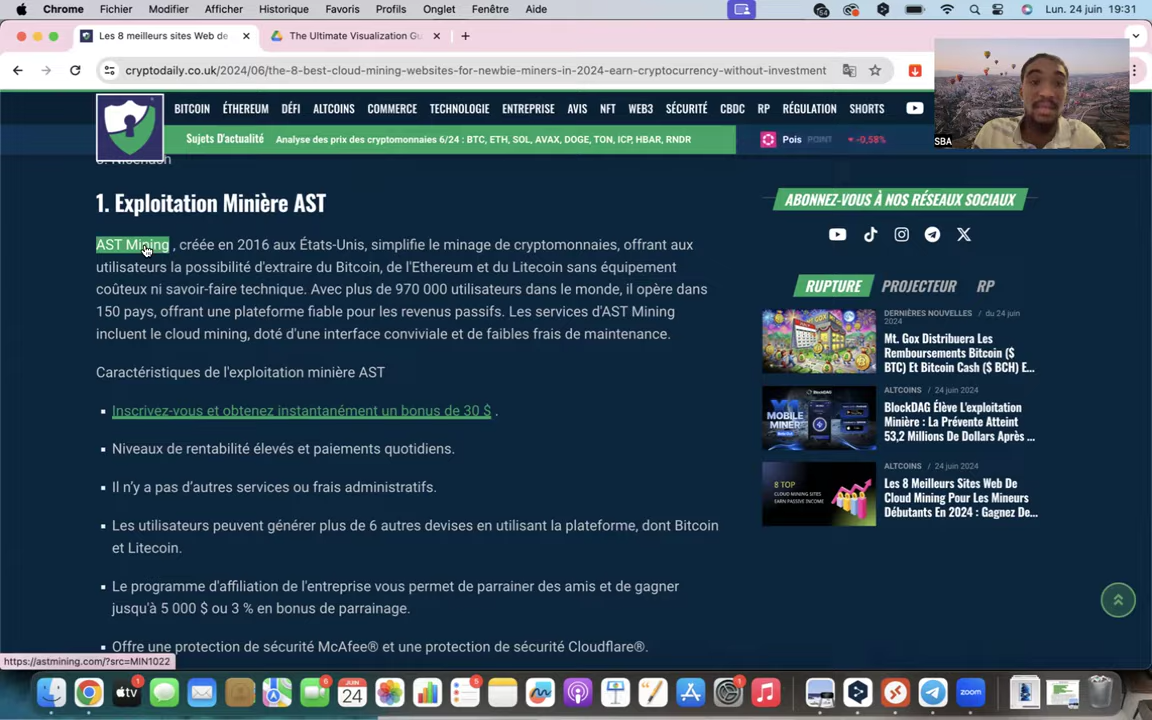 Chrome Fichier Modifier Afficher Historique Favoris Profils Onglet Fenêtre Aide Lun. 24 juin 19:31
Les 8 meilleurs sites Web de
The Ultimate Visualization Gu
cryptodaily.co.uk/2024/06/the-8-best-cloud-mining-websites-for-newbie-miners-in-2024-earn-cryptocurrency-without-investment
SBA
BITCOIN ÉTHEREUM DÉFI ALTCOINS COMMERCE TECHNOLOGIE ENTREPRISE AVIS NFT WEB3 SÉCURITÉ CBDC RP RÉGULATION SHORTS
Sujets D'actualité Analyse des prix des cryptomonnaies 6/24 : BTC, ETH, SOL, AVAX, DOGE, TON, ICP, HBAR, RNDR Pois POINT -0,58%
1. Exploitation Minière AST
AST Mining , créée en 2016 aux États-Unis, simplifie le minage de cryptomonnaies, offrant aux
utilisateurs la possibilité d'extraire du Bitcoin, de l'Ethereum et du Litecoin sans équipement
coûteux ni savoir-faire technique. Avec plus de 970 000 utilisateurs dans le monde, il opère dans
150 pays, offrant une plateforme fiable pour les revenus passifs. Les services d'AST Mining
incluent le cloud mining, doté d'une interface conviviale et de faibles frais de maintenance.
Caractéristiques de l'exploitation minière AST
Inscrivez-vous et obtenez instantanément un bonus de 30 $ .
Niveaux de rentabilité élevés et paiements quotidiens.
Il n'y a pas d'autres services ou frais administratifs.
Les utilisateurs peuvent générer plus de 6 autres devises en utilisant la plateforme, dont Bitcoin
et Litecoin.
Le programme d'affiliation de l'entreprise vous permet de parrainer des amis et de gagner
jusqu'à 5 000 $ ou 3 % en bonus de parrainage.
Offre une protection de sécurité McAfee® et une protection de sécurité Cloudflare®.
ABONNEZ-VOUS À NOS RÉSEAUX SOCIAUX
RUPTURE PROJECTEUR RP
DERNIÈRES NOUVELLES / du 24 juin
2024
Mt. Gox Distribuera Les
Remboursements Bitcoin ($
BTC) Et Bitcoin Cash ($ BCH) E...
ALTCOINS / 24 juin 2024
BlockDAG Élève L'exploitation
Minière : La Prévente Atteint
53,2 Millions De Dollars Après ...
ALTCOINS / 24 juin 2024
Les 8 Meilleurs Sites Web De
Cloud Mining Pour Les Mineurs
Débutants En 2024 : Gagnez De...
V1
MOBILE
MINER
8 TOP
CLOUD MINING SITES
EARN PASSIVE INCOME
https://astmining.com/?src=MIN1022
tv
JUIN
24
zoom